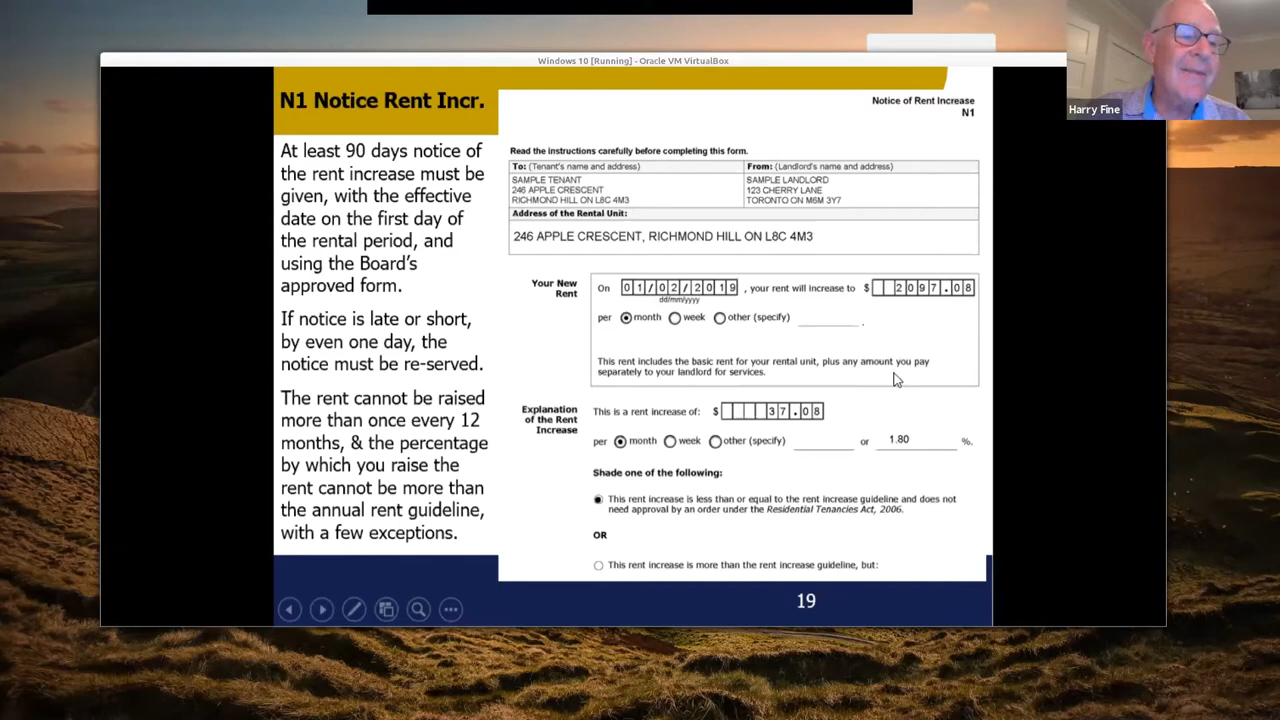 Windows 10 [Running] - Oracle VM VirtualBox
Harry Fine
N1 Notice Rent Incr.
At least 90 days notice of
the rent increase must be
given, with the effective
date on the first day of
the rental period, and
using the Board's
approved form.
If notice is late or short,
by even one day, the
notice must be re-served.
The rent cannot be raised
more than once every 12
months, & the percentage
by which you raise the
rent cannot be more than
the annual rent guideline,
with a few exceptions.
Notice of Rent Increase
N1
Read the instructions carefully before completing this form.
To: (Tenant's name and address) From: (Landlord's name and address)
SAMPLE TENANT SAMPLE LANDLORD
246 APPLE CRESCENT 123 CHERRY LANE
RICHMOND HILL ON L8C 4M3 TORONTO ON M6M 3Y7
Address of the Rental Unit:
246 APPLE CRESCENT, RICHMOND HILL ON L8C 4M3
Your New
Rent
On 01/02/2019, your rent will increase to $ 2097.08
dd/mm/yyyy
per month week other (specify) .
This rent includes the basic rent for your rental unit, plus any amount you pay
separately to your landlord for services.
Explanation
of the Rent
Increase
This is a rent increase of: $ 37.08
per month week other (specify) or 1.80 %.
Shade one of the following:
This rent increase is less than or equal to the rent increase guideline and does not
need approval by an order under the Residential Tenancies Act, 2006.
OR
This rent increase is more than the rent increase guideline, but:
19